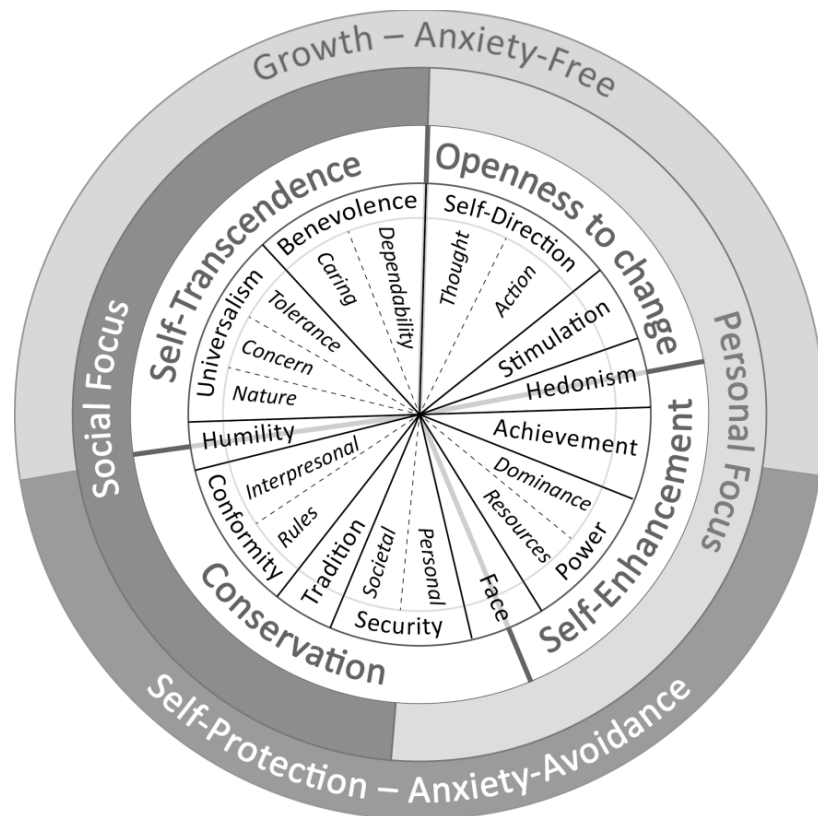 Growth – Anxiety-Free
Social Focus
Personal Focus
Self-Protection – Anxiety-Avoidance
Self-Transcendence
Openness to change
Self-Enhancement
Conservation
Benevolence
Caring
Dependability
Self-Direction
Thought
Action
Stimulation
Hedonism
Achievement
Power
Dominance
Resources
Face
Security
Personal
Societal
Tradition
Conformity
Rules
Interpresonal
Humility
Universalism
Nature
Concern
Tolerance